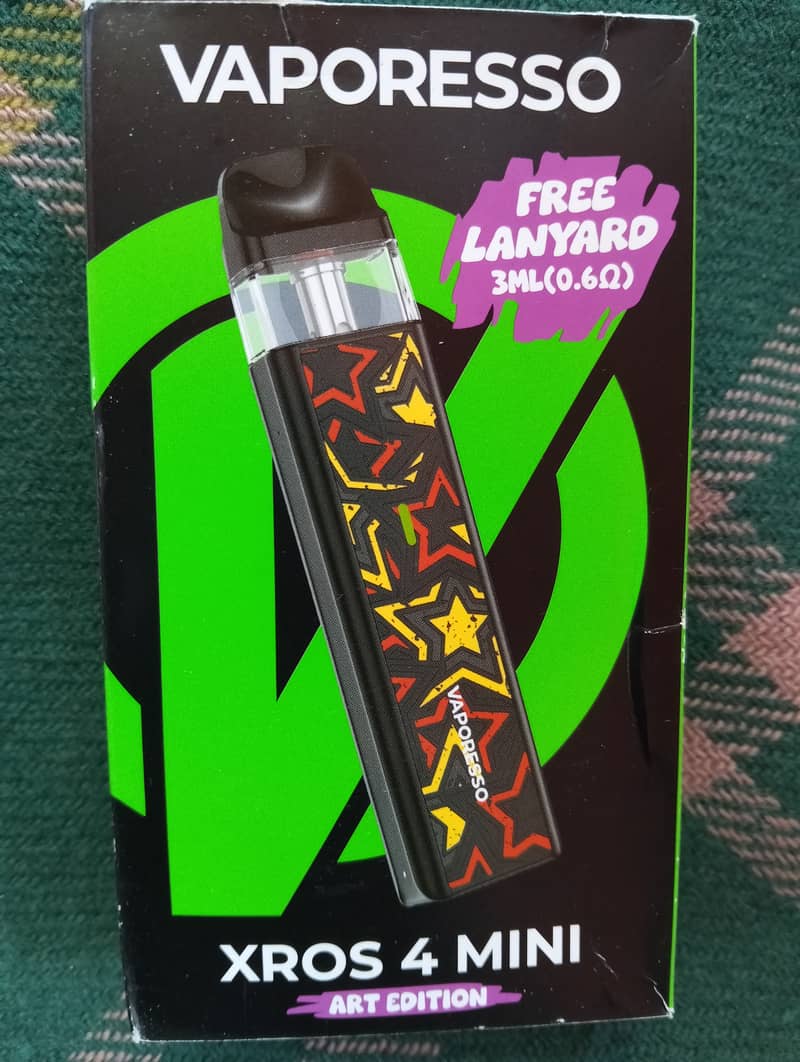 VAPORESSO
FREE
LANYARD
3ML(0.6Ω)
VAPORESSO
XROS 4 MINI
ART EDITION